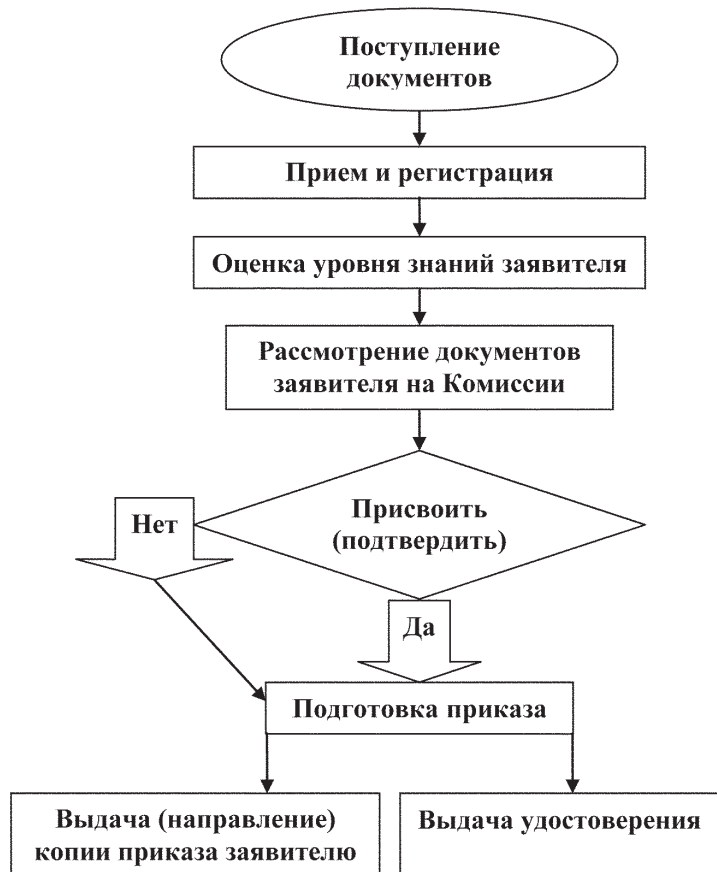 Поступление
документов
Прием и регистрация
Оценка уровня знаний заявителя
Рассмотрение документов
заявителя на Комиссии
Присвоить
(подтвердить)
Нет
Да
Подготовка приказа
Выдача (направление)
копии приказа заявителю
Выдача удостоверения